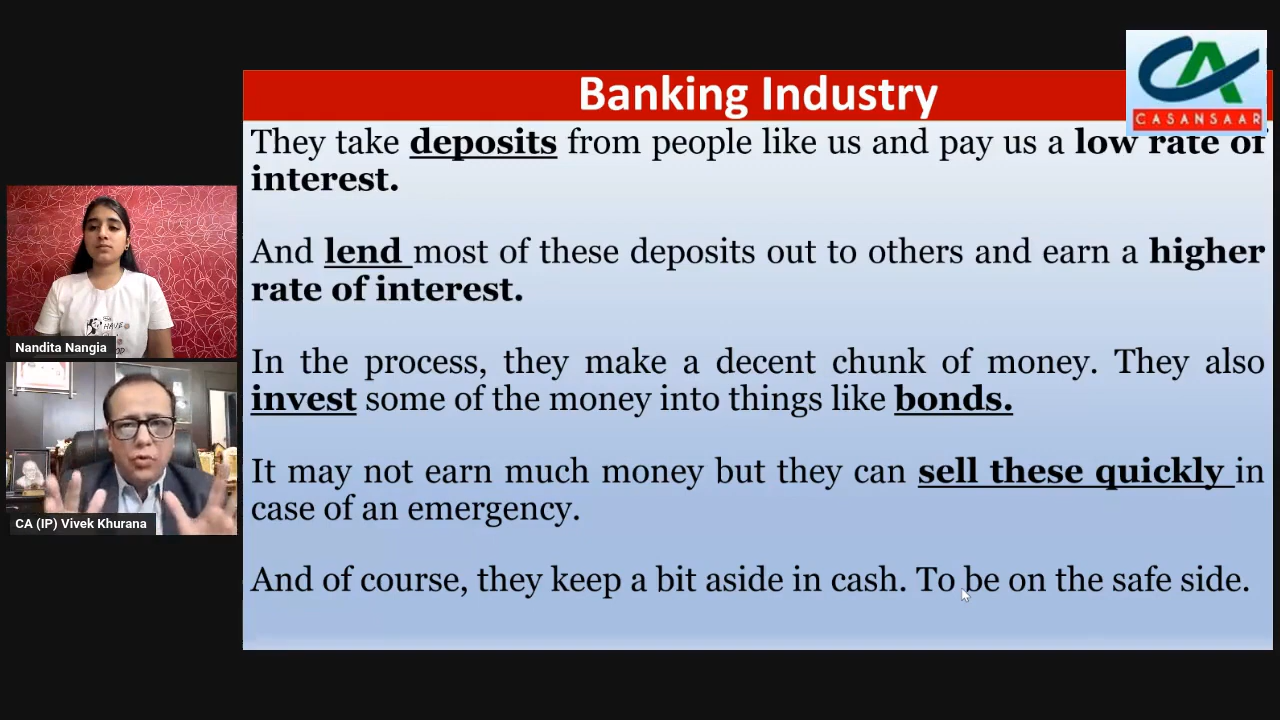 Banking Industry
CASANSAAR
They take deposits from people like us and pay us a low rate of
interest.
And lend most of these deposits out to others and earn a higher
rate of interest.
In the process, they make a decent chunk of money. They also
invest some of the money into things like bonds.
It may not earn much money but they can sell these quickly in
case of an emergency.
And of course, they keep a bit aside in cash. To be on the safe side.
HAVE
Nandita Nangia
CA (IP) Vivek Khurana